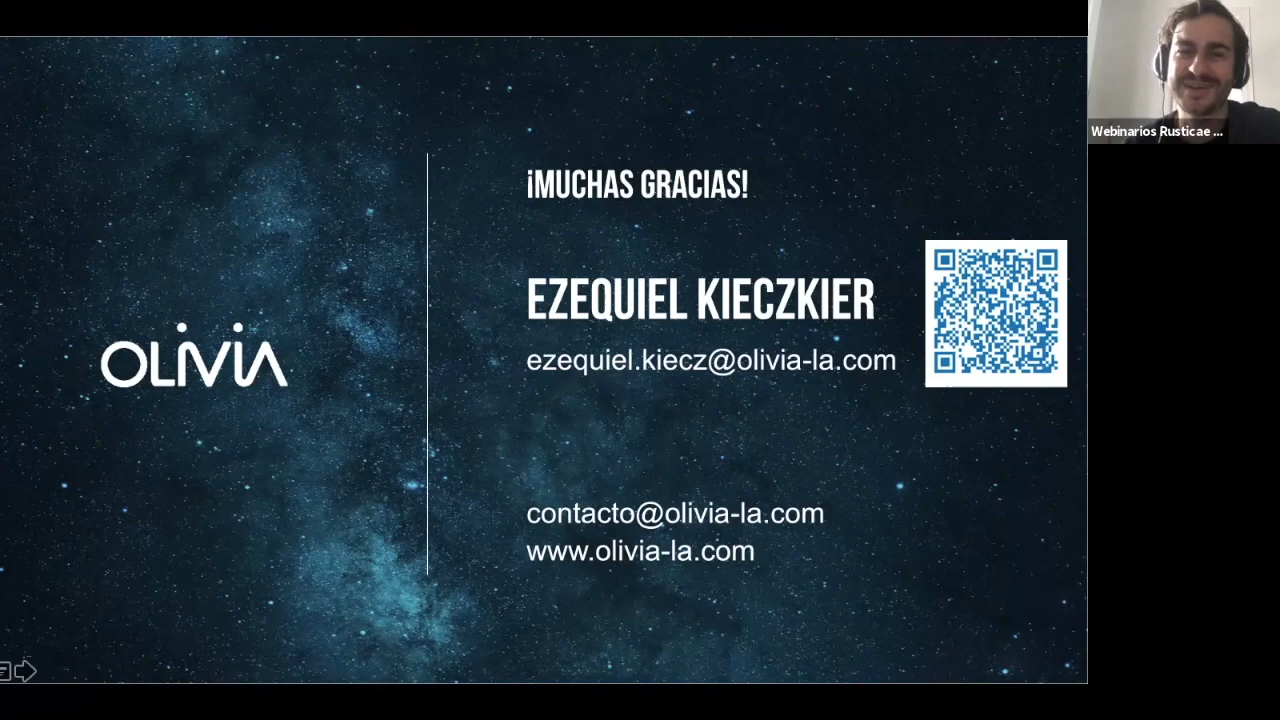 ¡MUCHAS GRACIAS!
EZEQUIEL KIECZKIER
ezequiel.kiecz@olivia-la.com
OLIVIA
contacto@olivia-la.com
www.olivia-la.com
Webinarios Rusticae ...